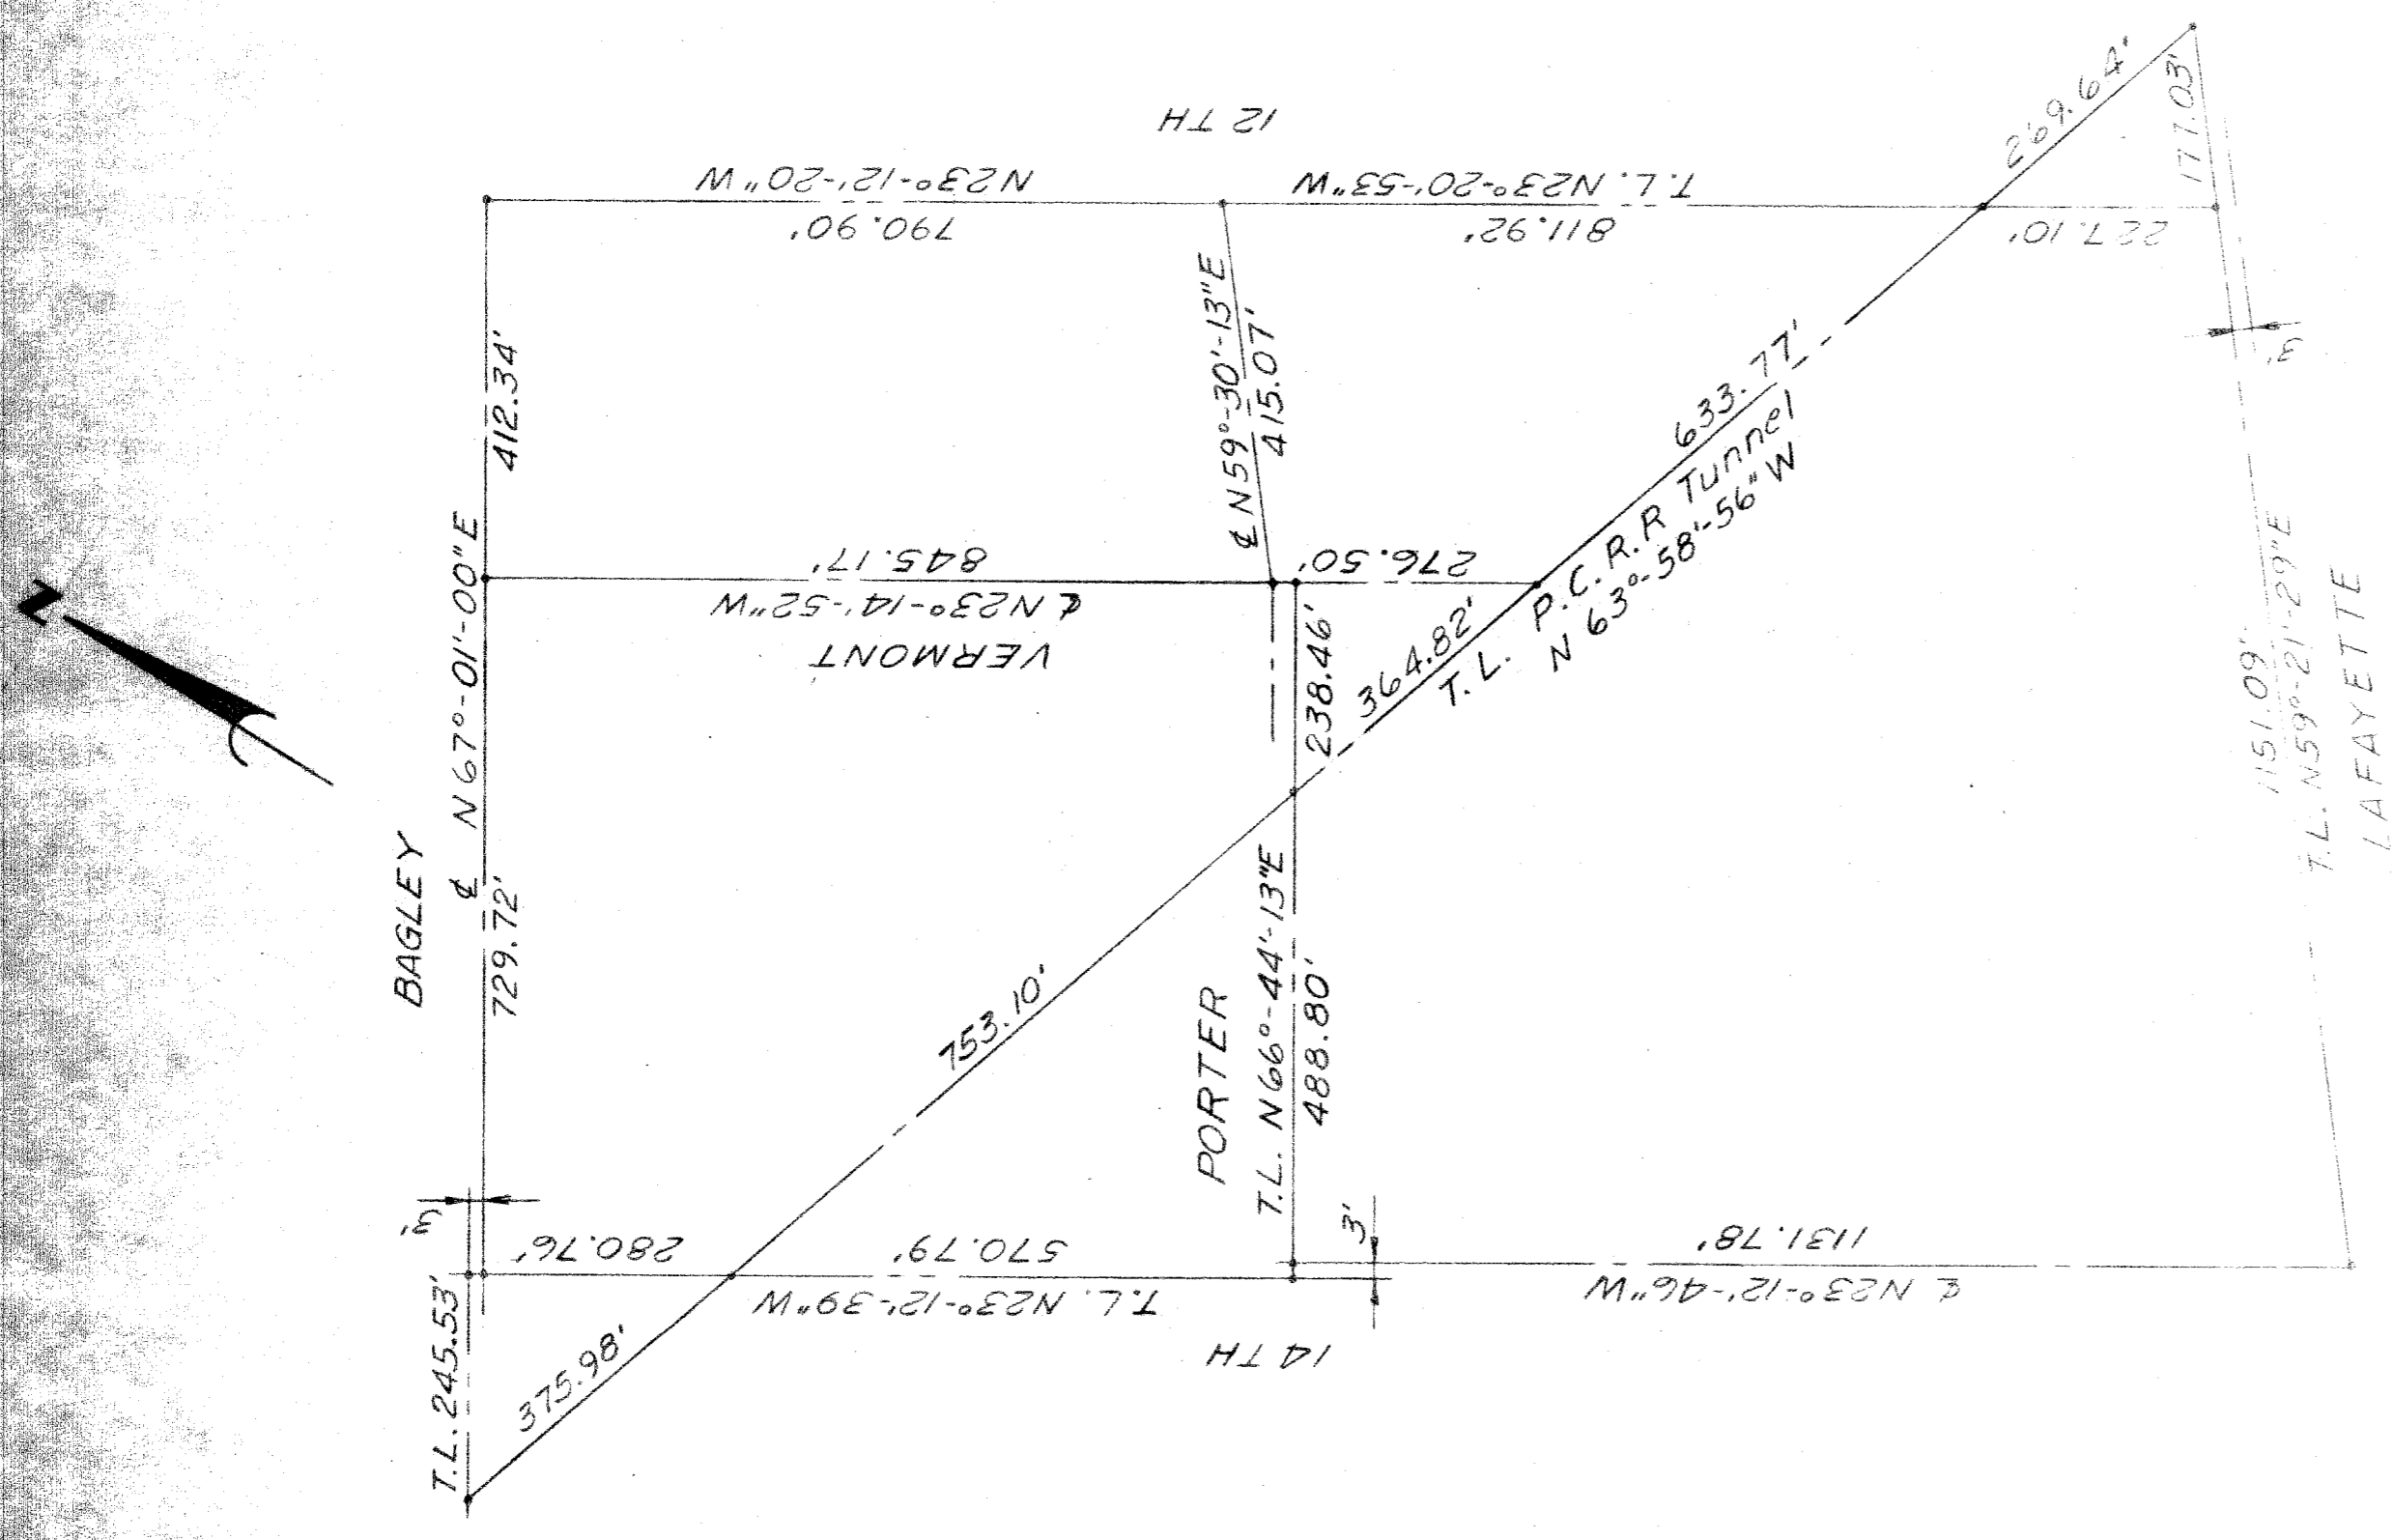 N
BAGLEY
℄ N67°-01'-00"E
412.34'
729.72'
3'
T.L. 245.53'
375.98'
280.76'
570.79'
T.L. N23°-12'-39"W
14 TH
753.10'
12 TH
N23°-12'-20"W
790.90'
T.L. N23°-20'-53"W
811.92'
227.10'
845.17'
℄ N23°-14'-52"W
VERMONT
276.50'
℄ N59°-30'-13"E
415.07'
238.46'
364.82'
633.77'
T.L. P.C.R.R Tunnel
N 63°-58'-56"W
269.64'
177.03'
3'
PORTER
T.L. N66°-44'-13"E
488.80'
3'
1131.78'
℄ N23°-12'-46"W
1151.09'
T.L. N59°-21'-29"E
LAFAYETTE